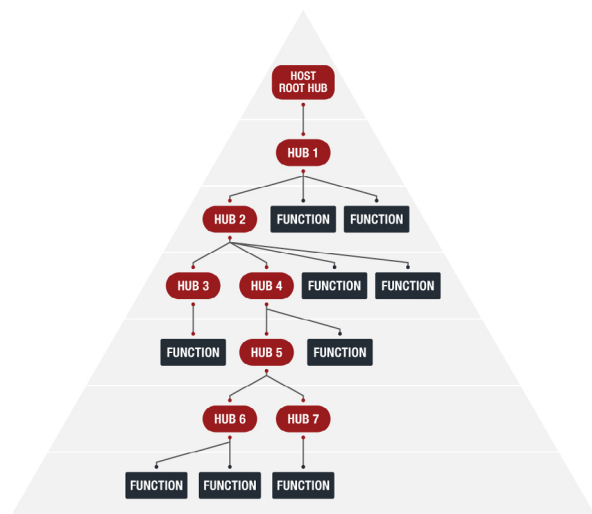 HOST
ROOT HUB
HUB 1
HUB 2
FUNCTION
FUNCTION
HUB 3
HUB 4
FUNCTION
FUNCTION
FUNCTION
HUB 5
FUNCTION
HUB 6
HUB 7
FUNCTION
FUNCTION
FUNCTION